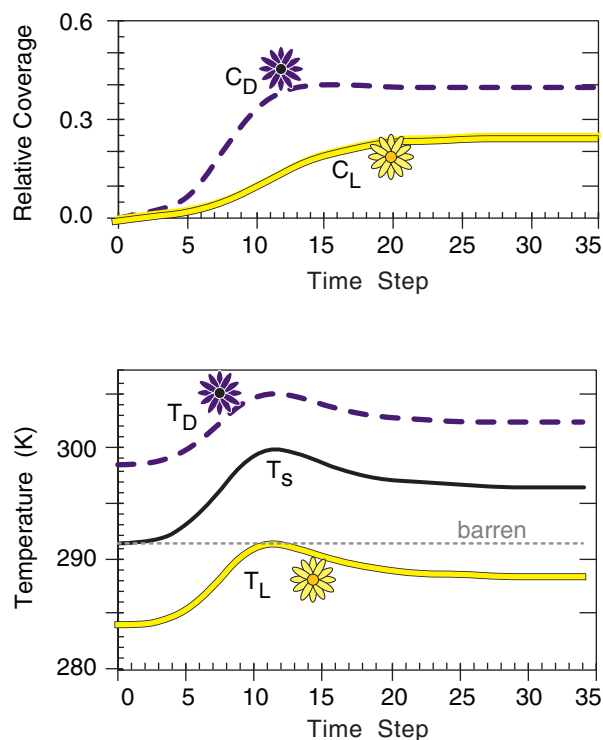 0.6
C_D
Relative Coverage
0.3
C_L
0.0
0 5 10 15 20 25 30 35
Time Step
T_D
Temperature (K)
300
T_s
barren
290
T_L
280
0 5 10 15 20 25 30 35
Time Step